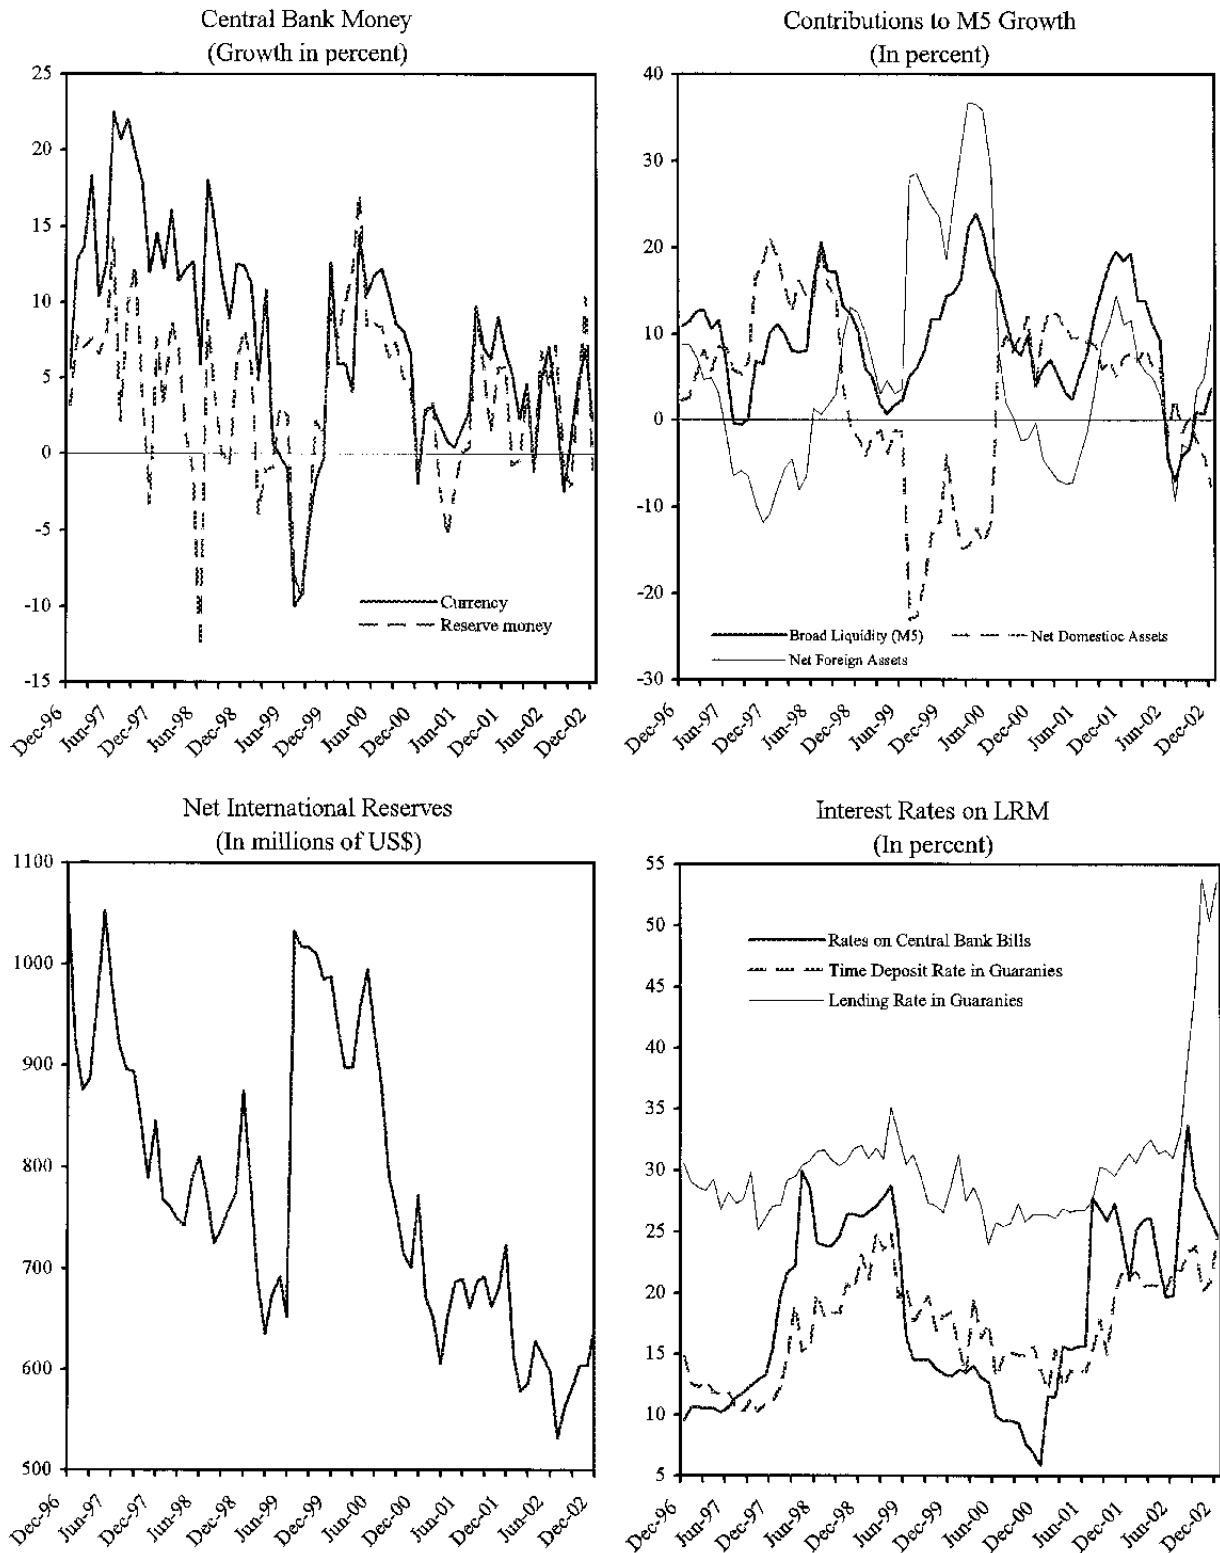 Central Bank Money
(Growth in percent)
25
20
15
10
5
0
-5
-10
-15
Currency
Reserve money
Dec-96
Jun-97
Dec-97
Jun-98
Dec-98
Jun-99
Dec-99
Jun-00
Dec-00
Jun-01
Dec-01
Jun-02
Dec-02
Contributions to M5 Growth
(In percent)
40
30
20
10
0
-10
-20
-30
Broad Liquidity (M5)
Net Domestioc Assets
Net Foreign Assets
Dec-96
Jun-97
Dec-97
Jun-98
Dec-98
Jun-99
Dec-99
Jun-00
Dec-00
Jun-01
Dec-01
Jun-02
Dec-02
Net International Reserves
(In millions of US$)
1100
1000
900
800
700
600
500
Dec-96
Jun-97
Dec-97
Jun-98
Dec-98
Jun-99
Dec-99
Jun-00
Dec-00
Jun-01
Dec-01
Jun-02
Dec-02
Interest Rates on LRM
(In percent)
55
50
45
40
35
30
25
20
15
10
5
Rates on Central Bank Bills
Time Deposit Rate in Guaranies
Lending Rate in Guaranies
Dec-96
Jun-97
Dec-97
Jun-98
Dec-98
Jun-99
Dec-99
Jun-00
Dec-00
Jun-01
Dec-01
Jun-02
Dec-02